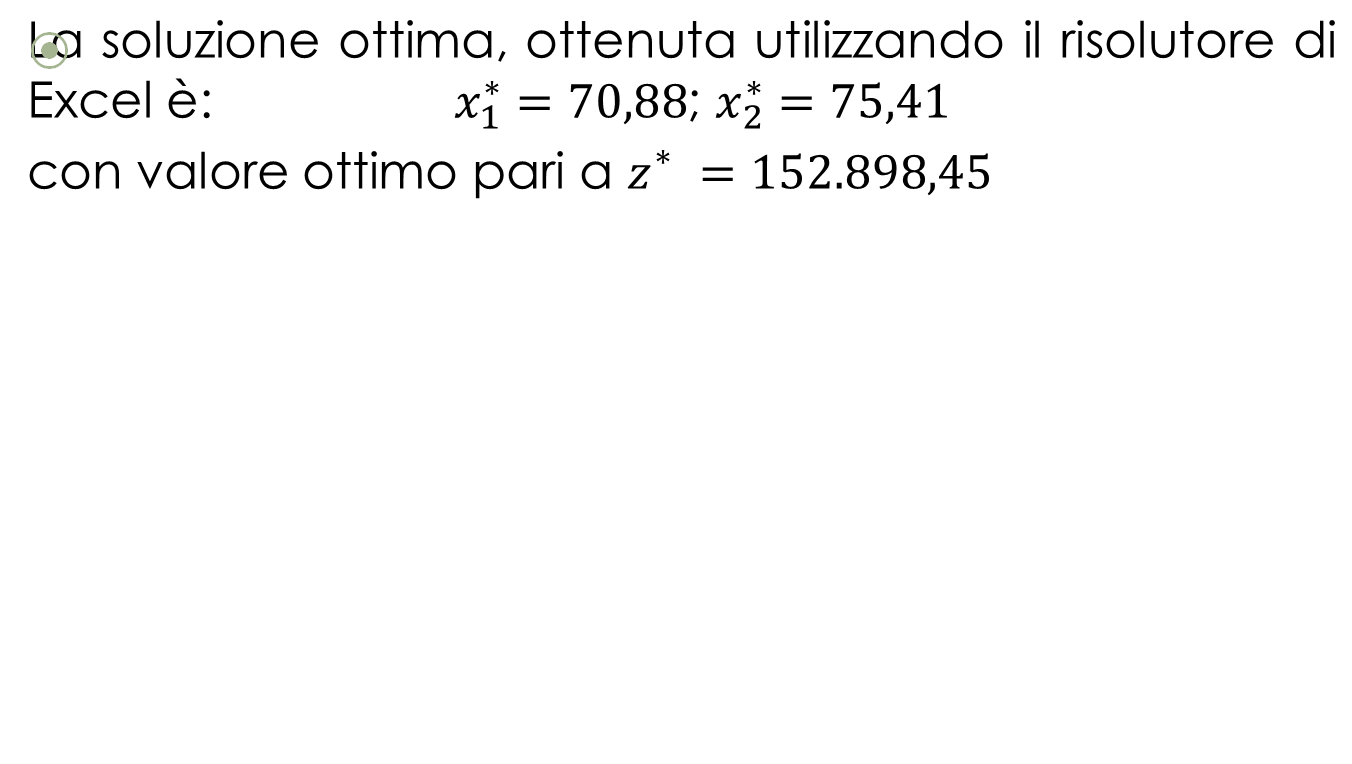 La soluzione ottima, ottenuta utilizzando il risolutore di
Excel è: x₁* = 70,88; x₂* = 75,41
con valore ottimo pari a z* = 152.898,45